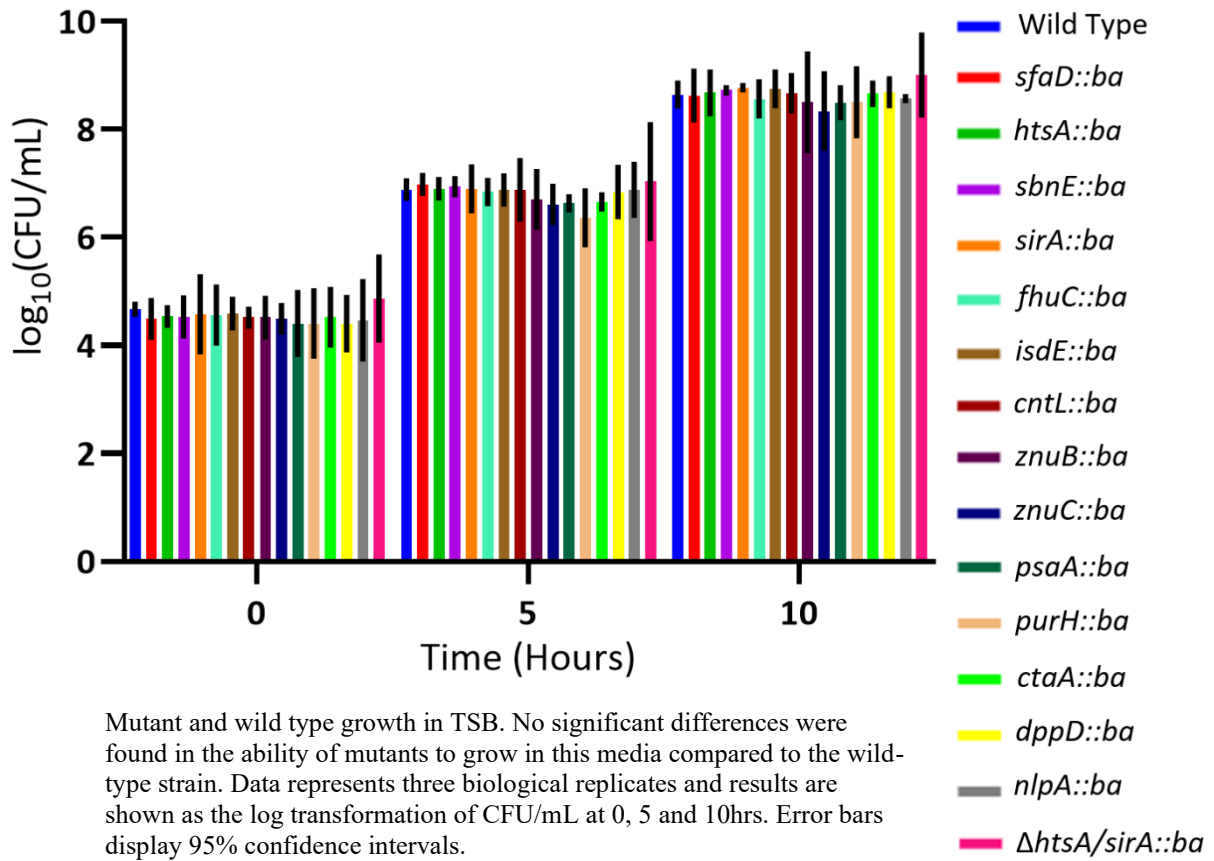 10
8
6
4
2
0
log10(CFU/mL)
0 5 10
Time (Hours)
Wild Type
sfaD::ba
htsA::ba
sbnE::ba
sirA::ba
fhuC::ba
isdE::ba
cntL::ba
znuB::ba
znuC::ba
psaA::ba
purH::ba
ctaA::ba
dppD::ba
nlpA::ba
ΔhtsA/sirA::ba
Mutant and wild type growth in TSB. No significant differences were
found in the ability of mutants to grow in this media compared to the wild-
type strain. Data represents three biological replicates and results are
shown as the log transformation of CFU/mL at 0, 5 and 10hrs. Error bars
display 95% confidence intervals.